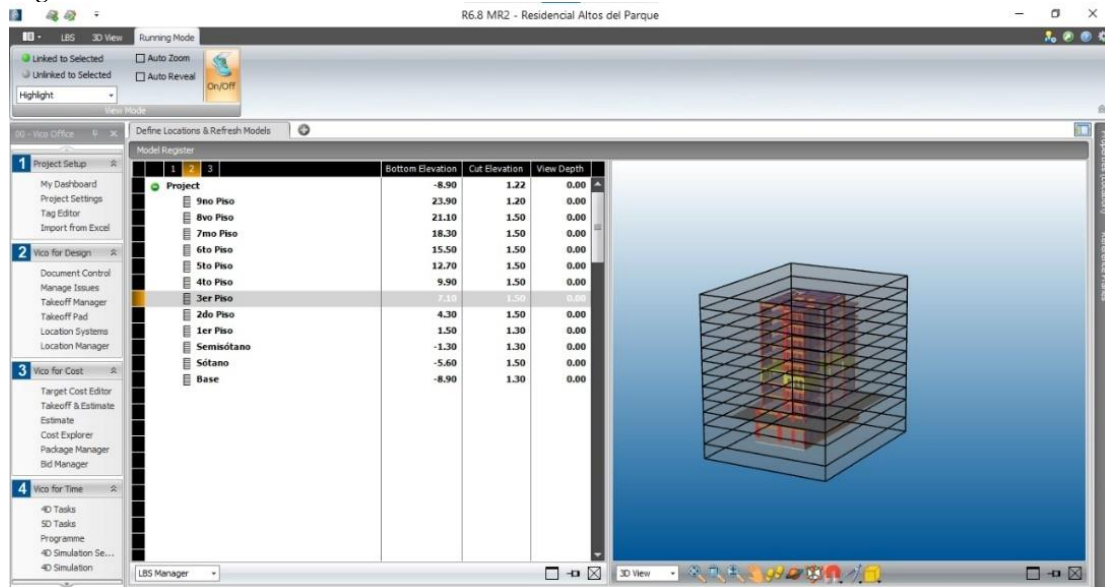 R6.8 MR2 - Residencial Altos del Parque
LBS 3D View Running Mode
Linked to Selected Auto Zoom
Unlinked to Selected Auto Reveal
On/Off
Highlight
View Mode
00 - Vico Office
Define Locations & Refresh Models
Model Register
1 Project Setup
My Dashboard
Project Settings
Tag Editor
Import from Excel
2 Vico for Design
Document Control
Manage Issues
Takeoff Manager
Takeoff Pad
Location Systems
Location Manager
3 Vico for Cost
Target Cost Editor
Takeoff & Estimate
Estimate
Cost Explorer
Package Manager
Bid Manager
4 Vico for Time
4D Tasks
5D Tasks
Programme
4D Simulation Se...
4D Simulation
1 2 3 Bottom Elevation Cut Elevation View Depth
Project -8.90 1.22 0.00
9no Piso 23.90 1.20 0.00
8vo Piso 21.10 1.50 0.00
7mo Piso 18.30 1.50 0.00
6to Piso 15.50 1.50 0.00
5to Piso 12.70 1.50 0.00
4to Piso 9.90 1.50 0.00
3er Piso 7.10 1.50 0.00
2do Piso 4.30 1.50 0.00
1er Piso 1.50 1.30 0.00
Semisótano -1.30 1.30 0.00
Sótano -5.60 1.50 0.00
Base -8.90 1.30 0.00
LBS Manager
3D View